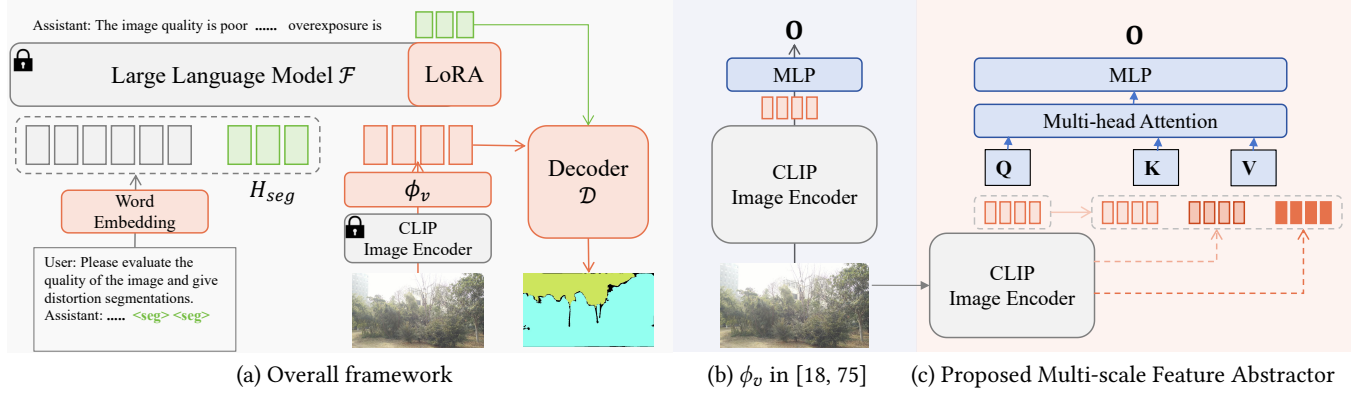 Assistant: The image quality is poor ...... overexposure is
Large Language Model ℱ
LoRA
H_seg
Word
Embedding
User: Please evaluate the
quality of the image and give
distortion segmentations.
Assistant: ..... <seg> <seg>
ϕ_v
CLIP
Image Encoder
Decoder
𝒟
(a) Overall framework
O
MLP
CLIP
Image Encoder
(b) ϕ_v in [18, 75]
O
MLP
Multi-head Attention
Q
K
V
CLIP
Image Encoder
(c) Proposed Multi-scale Feature Abstractor